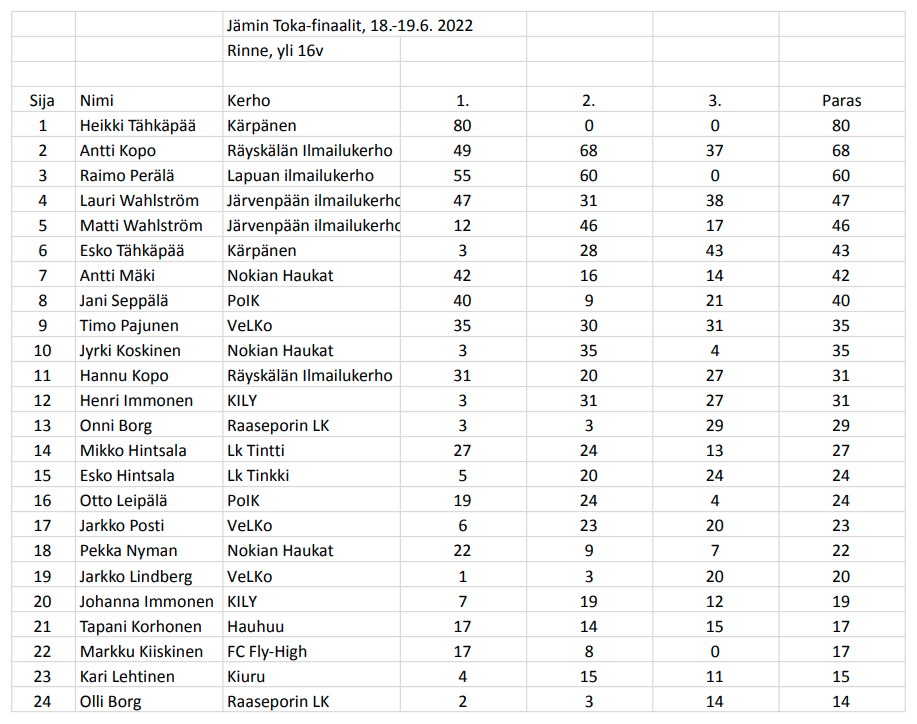 Jämin Toka-finaalit, 18.-19.6. 2022
Rinne, yli 16v
Sija Nimi Kerho 1. 2. 3. Paras
1 Heikki Tähkäpää Kärpänen 80 0 0 80
2 Antti Kopo Räyskälän Ilmailukerho 49 68 37 68
3 Raimo Perälä Lapuan ilmailukerho 55 60 0 60
4 Lauri Wahlström Järvenpään ilmailukerho 47 31 38 47
5 Matti Wahlström Järvenpään ilmailukerho 12 46 17 46
6 Esko Tähkäpää Kärpänen 3 28 43 43
7 Antti Mäki Nokian Haukat 42 16 14 42
8 Jani Seppälä PoIK 40 9 21 40
9 Timo Pajunen VeLKo 35 30 31 35
10 Jyrki Koskinen Nokian Haukat 3 35 4 35
11 Hannu Kopo Räyskälän Ilmailukerho 31 20 27 31
12 Henri Immonen KILY 3 31 27 31
13 Onni Borg Raaseporin LK 3 3 29 29
14 Mikko Hintsala Lk Tintti 27 24 13 27
15 Esko Hintsala Lk Tinkki 5 20 24 24
16 Otto Leipälä PoIK 19 24 4 24
17 Jarkko Posti VeLKo 6 23 20 23
18 Pekka Nyman Nokian Haukat 22 9 7 22
19 Jarkko Lindberg VeLKo 1 3 20 20
20 Johanna Immonen KILY 7 19 12 19
21 Tapani Korhonen Hauhuu 17 14 15 17
22 Markku Kiiskinen FC Fly-High 17 8 0 17
23 Kari Lehtinen Kiuru 4 15 11 15
24 Olli Borg Raaseporin LK 2 3 14 14